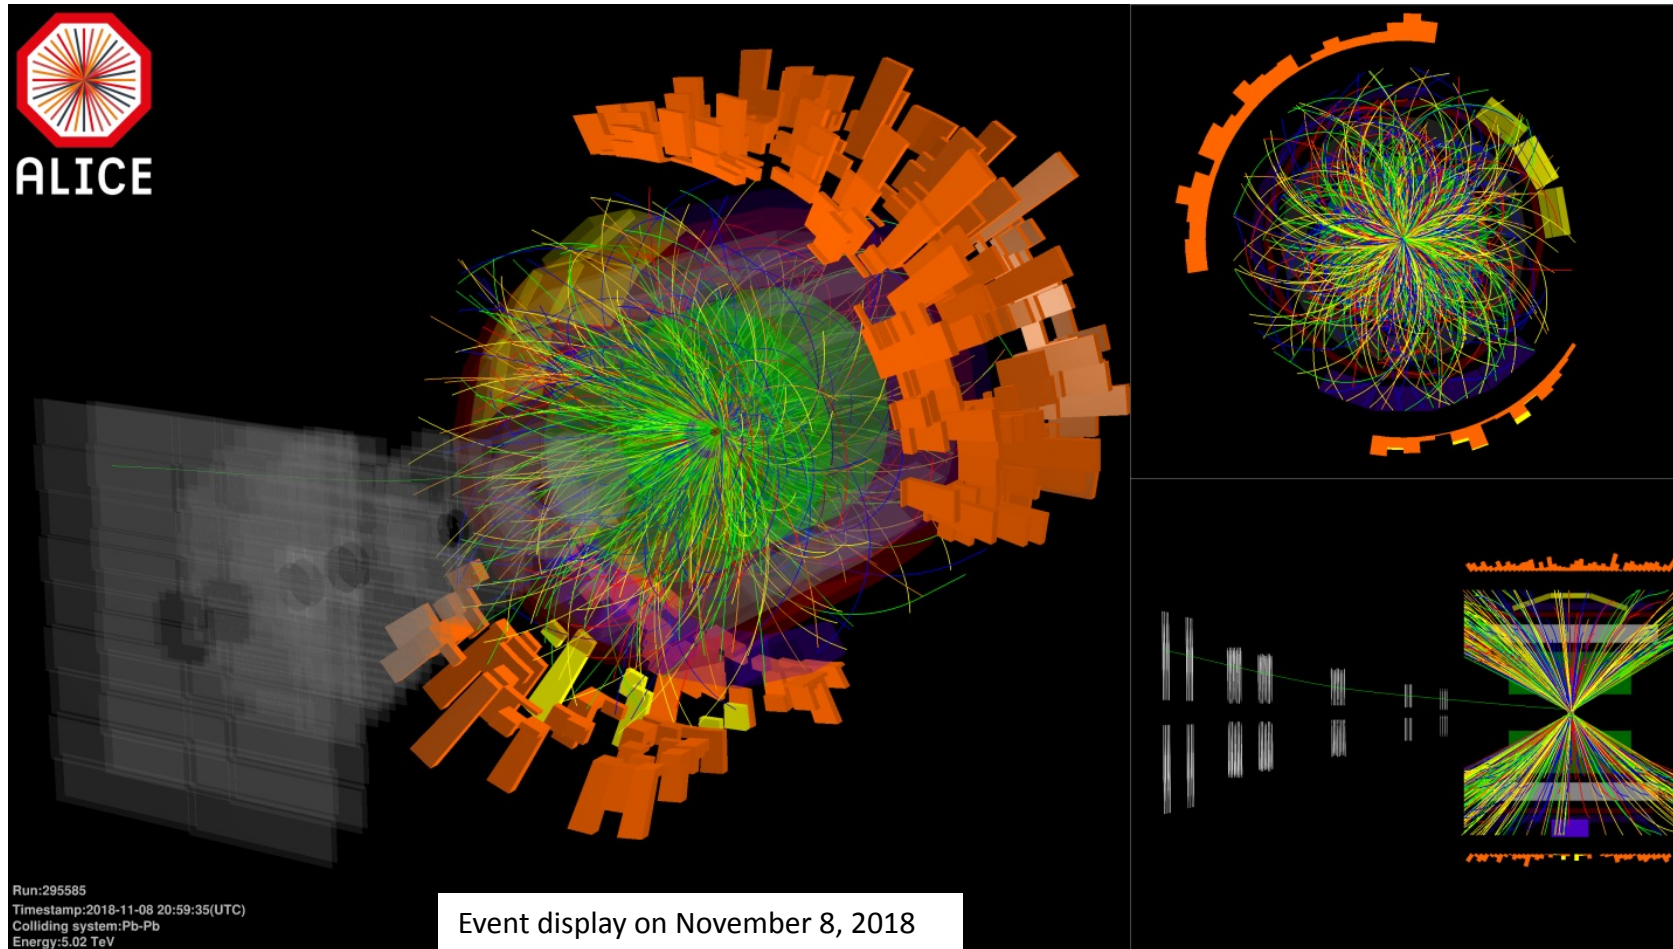 ALICE
Run:295585
Timestamp:2018-11-08 20:59:35(UTC)
Colliding system:Pb-Pb
Energy:5.02 TeV
Event display on November 8, 2018